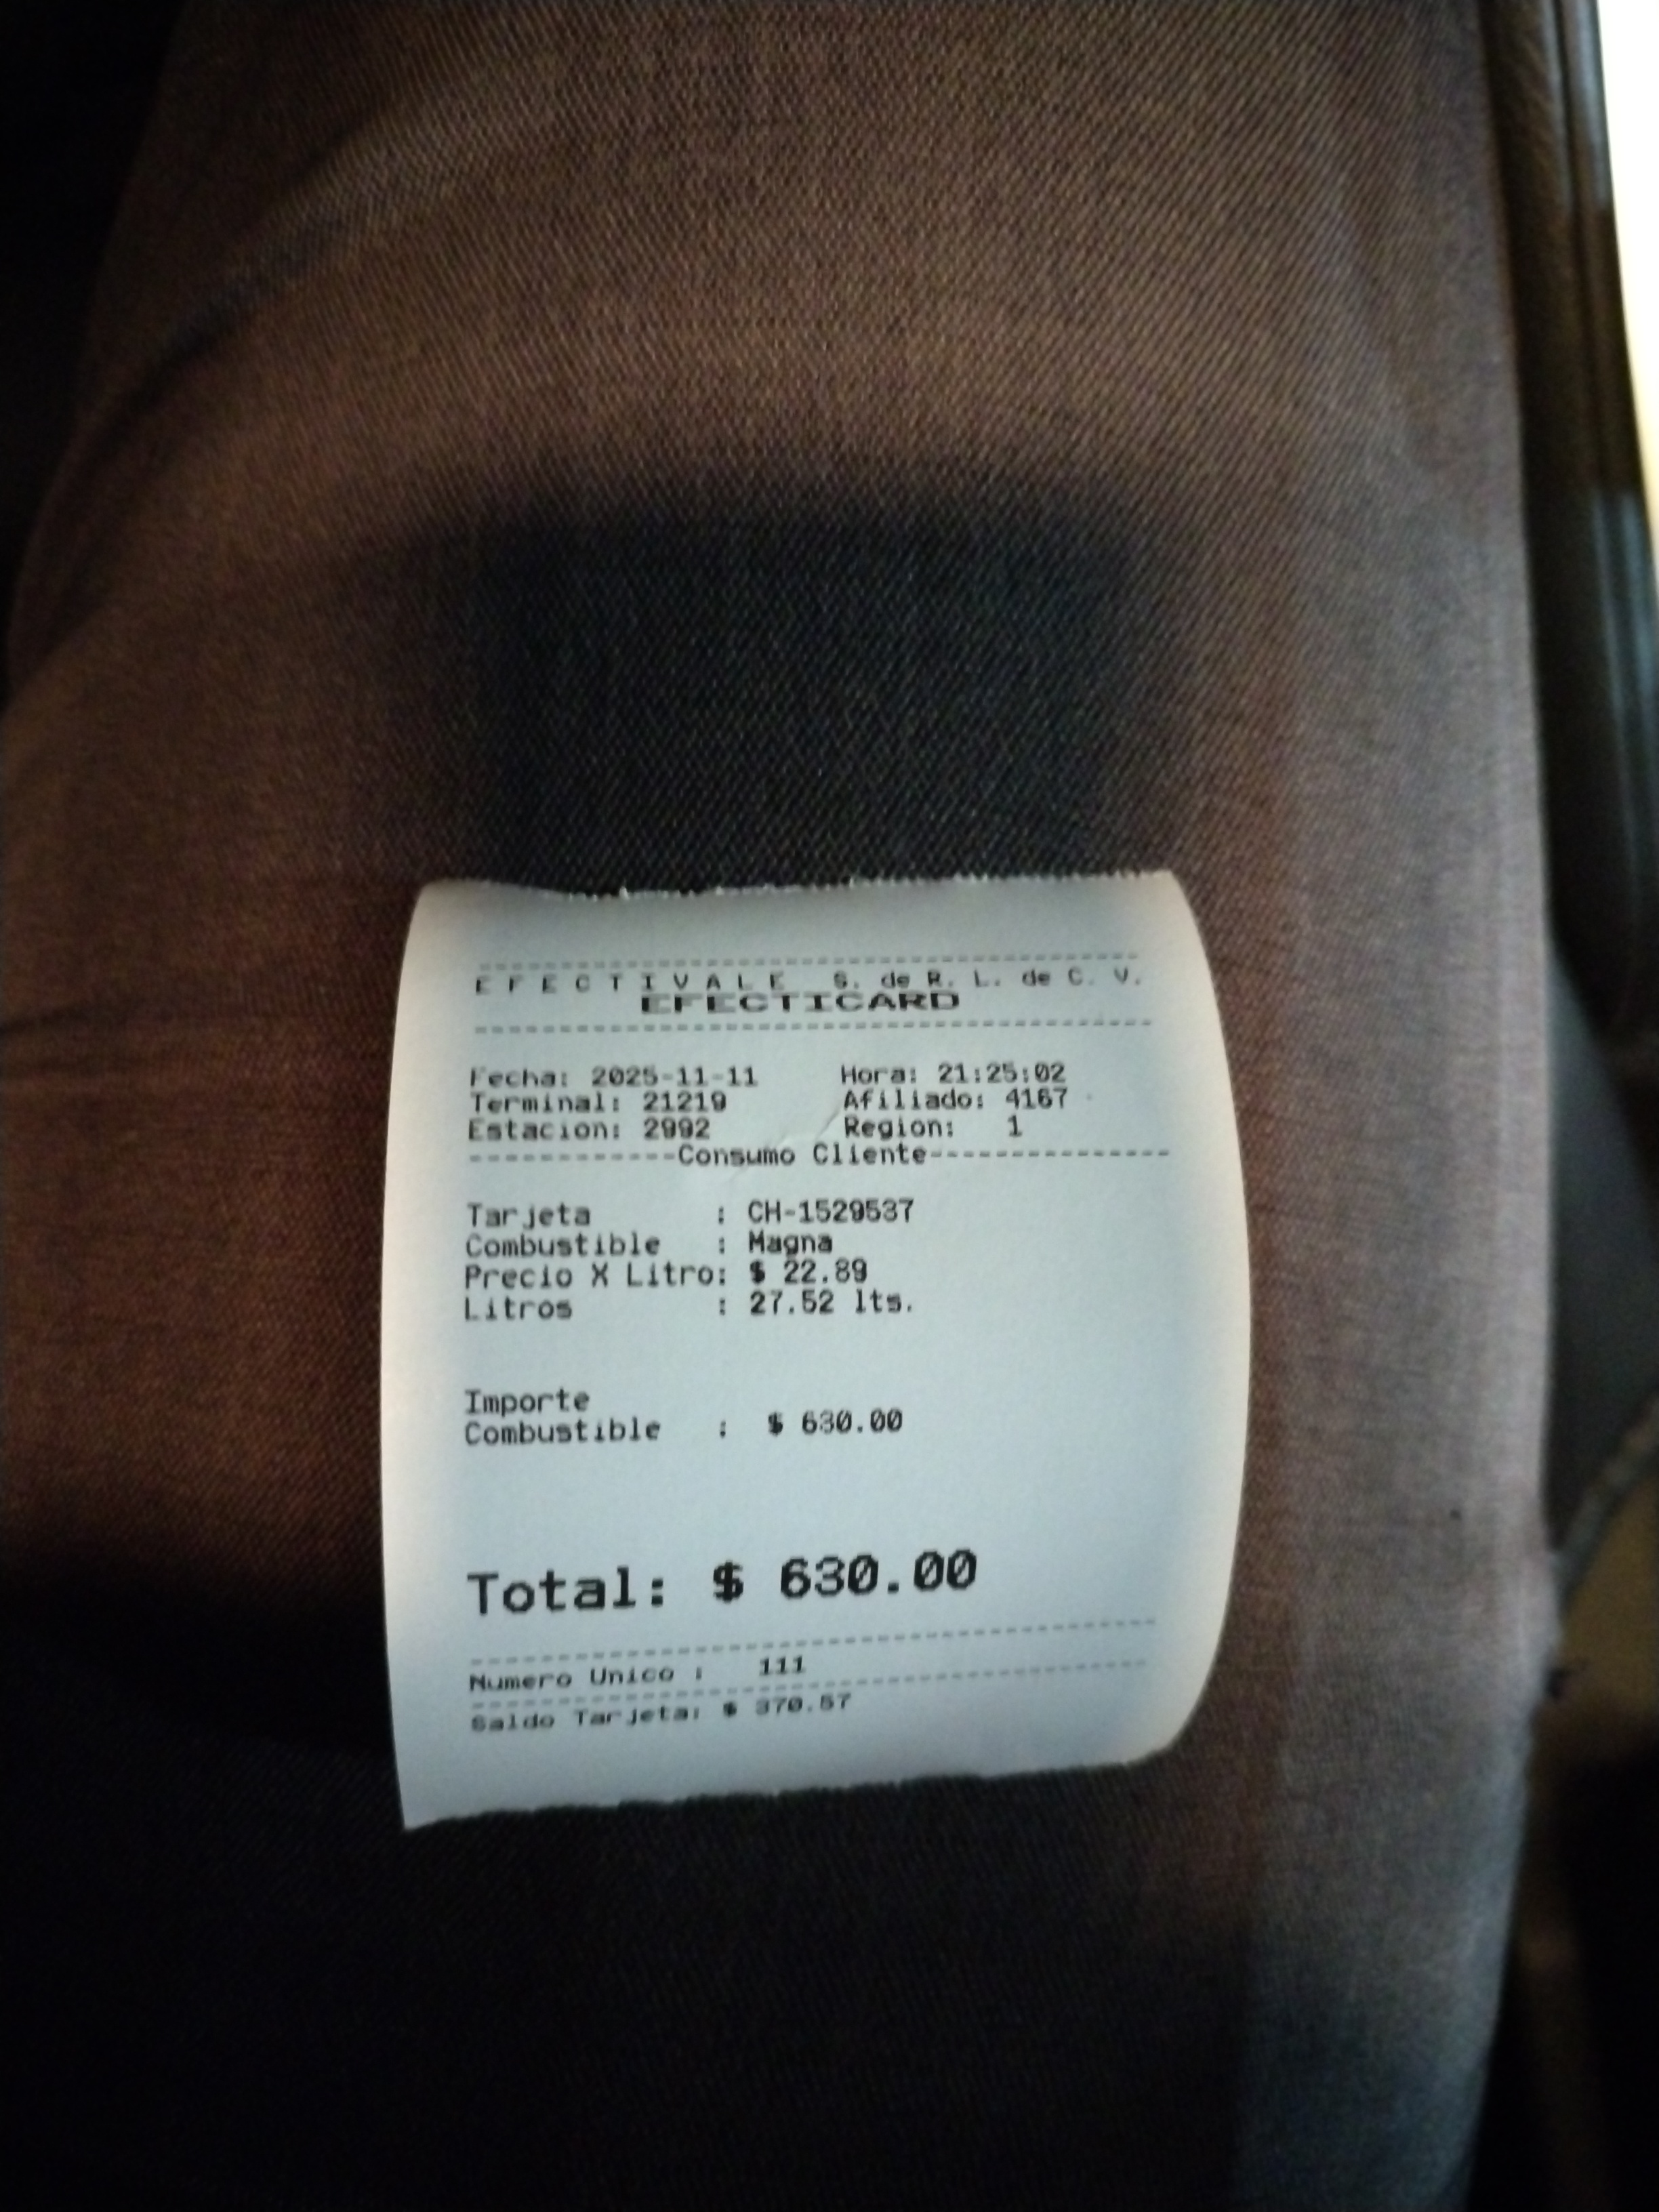 EFECTIVALE S. de R. L. de C. V.
EFECTICARD
Fecha: 2025-11-11 Hora: 21:25:02
Terminal: 21219 Afiliado: 4167
Estacion: 2992 Region: 1
------------Consumo Cliente---------------
Tarjeta : CH-1529537
Combustible : Magna
Precio X Litro: $ 22.89
Litros : 27.52 lts.
Importe
Combustible : $ 630.00
Total: $ 630.00
Numero Unico : 111
Saldo Tarjeta: $ 370.57